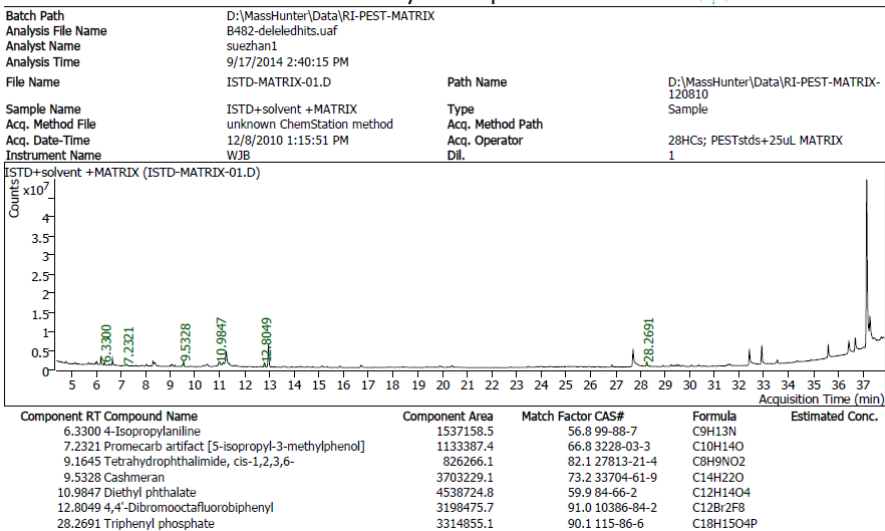 Batch Path D:\MassHunter\Data\RI-PEST-MATRIX
Analysis File Name B482-deleledhits.uaf
Analyst Name suezhan1
Analysis Time 9/17/2014 2:40:15 PM
File Name ISTD-MATRIX-01.D Path Name D:\MassHunter\Data\RI-PEST-MATRIX-
120810
Sample Name ISTD+solvent +MATRIX Type Sample
Acq. Method File unknown ChemStation method Acq. Method Path
Acq. Date-Time 12/8/2010 1:15:51 PM Acq. Operator 28HCs; PESTstds+25uL MATRIX
Instrument Name WJB Dil. 1
ISTD+solvent +MATRIX (ISTD-MATRIX-01.D)
Counts
x10⁷
4
3.5
3
2.5
2
1.5
1
0.5
0
6.3300
7.2321
9.5328
10.9847
12.8049
28.2691
5 6 7 8 9 10 11 12 13 14 15 16 17 18 19 20 21 22 23 24 25 26 27 28 29 30 31 32 33 34 35 36 37
Acquisition Time (min)
Component RT Compound Name Component Area Match Factor CAS# Formula Estimated Conc.
6.3300 4-Isopropylaniline 1537158.5 56.8 99-88-7 C9H13N
7.2321 Promecarb artifact [5-isopropyl-3-methylphenol] 1133387.4 66.8 3228-03-3 C10H14O
9.1645 Tetrahydrophthalimide, cis-1,2,3,6- 826266.1 82.1 27813-21-4 C8H9NO2
9.5328 Cashmeran 3703229.1 73.2 33704-61-9 C14H22O
10.9847 Diethyl phthalate 4538724.8 59.9 84-66-2 C12H14O4
12.8049 4,4'-Dibromooctafluorobiphenyl 3198475.7 91.0 10386-84-2 C12Br2F8
28.2691 Triphenyl phosphate 3314855.1 90.1 115-86-6 C18H15O4P